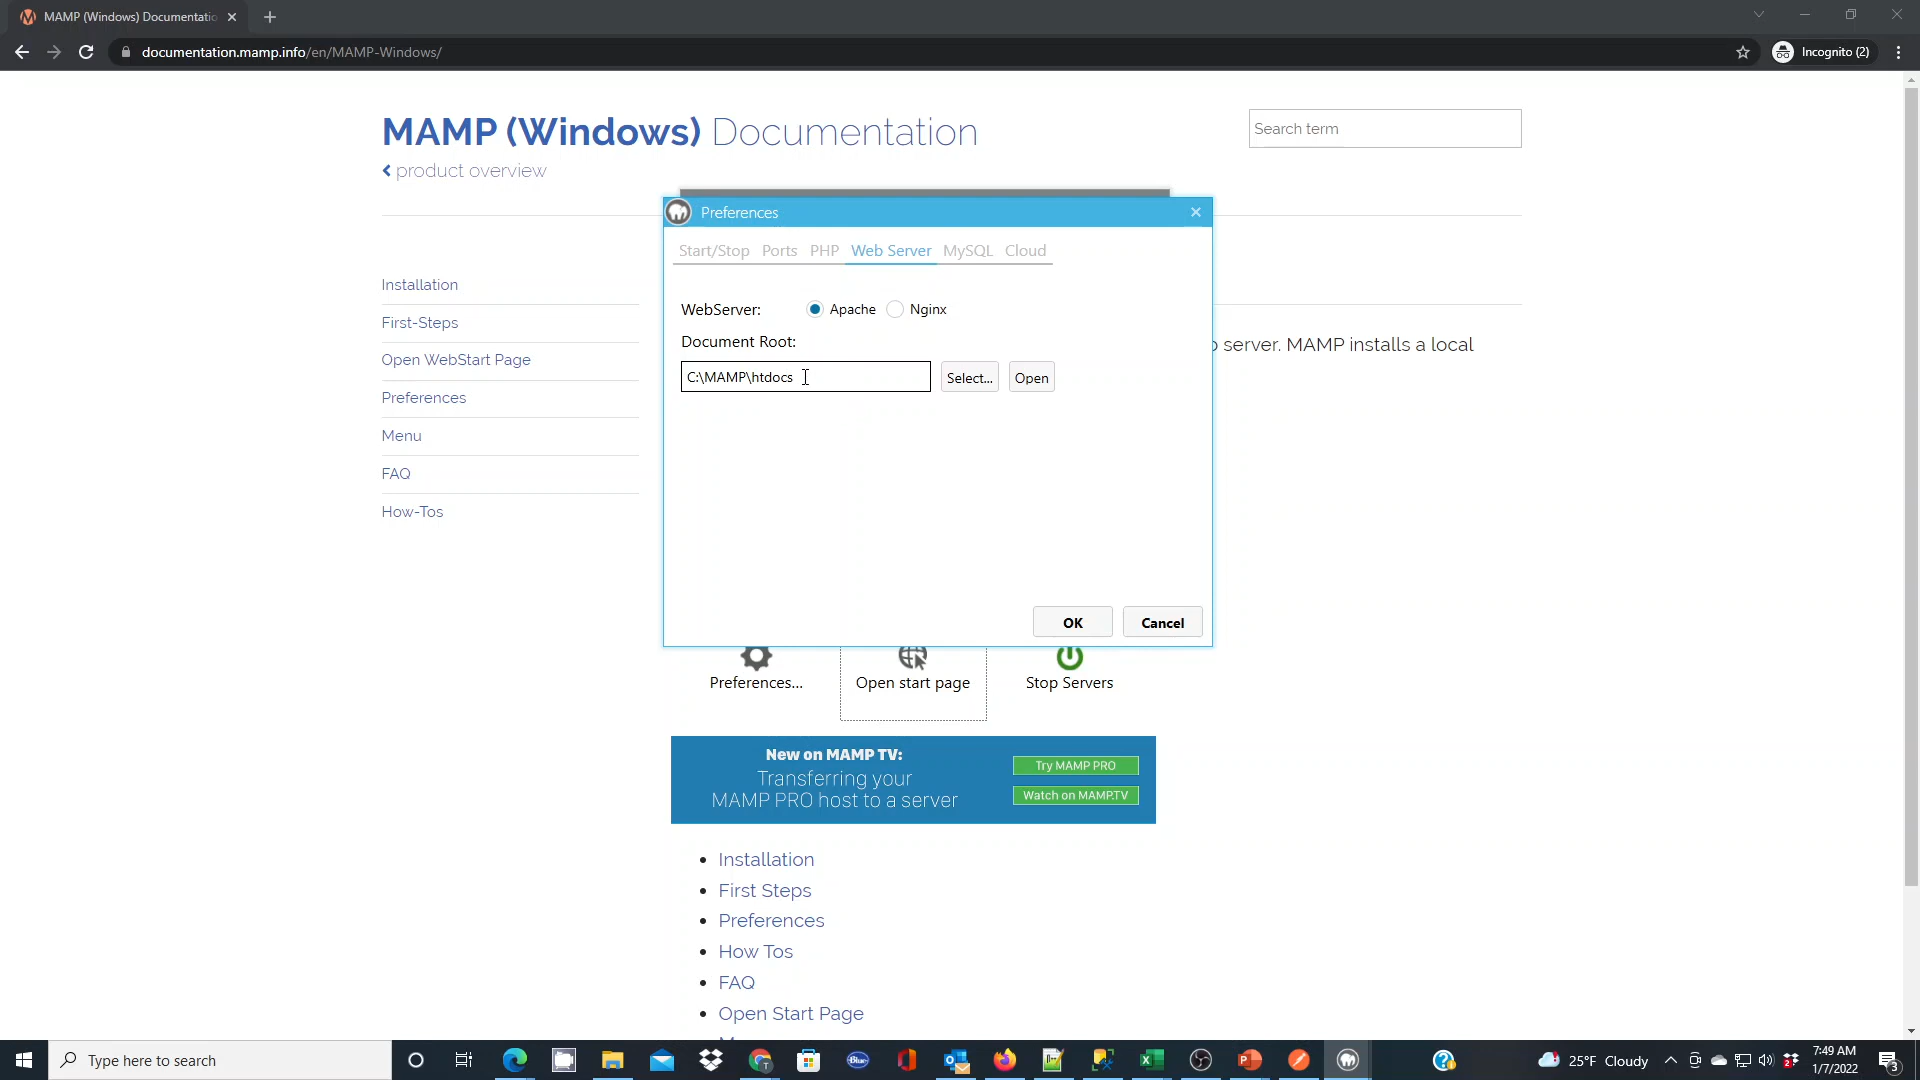 MAMP (Windows) Documentatio
documentation.mamp.info/en/MAMP-Windows/
Incognito (2)
MAMP (Windows) Documentation
Search term
product overview
Preferences
Start/Stop Ports PHP Web Server MySQL Cloud
Installation
WebServer: Apache Nginx
First-Steps
Document Root:
server. MAMP installs a local
Open WebStart Page
C:\MAMP\htdocs
Select...
Open
Preferences
Menu
FAQ
How-Tos
OK
Cancel
Preferences...
Open start page
Stop Servers
New on MAMP TV:
Transferring your
MAMP PRO host to a server
Try MAMP PRO
Watch on MAMP.TV
Installation
First Steps
Preferences
How Tos
FAQ
Open Start Page
Type here to search
Blue
25°F Cloudy
7:49 AM
1/7/2022
3